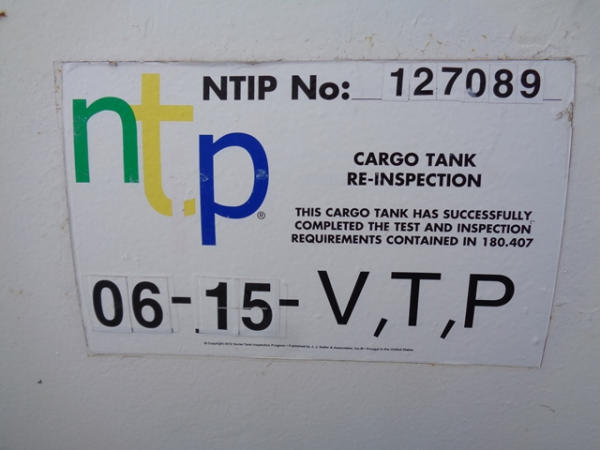 ntp®
NTIP No: 127089
CARGO TANK
RE-INSPECTION
THIS CARGO TANK HAS SUCCESSFULLY
COMPLETED THE TEST AND INSPECTION
REQUIREMENTS CONTAINED IN 180.407
06-15-V,T,P